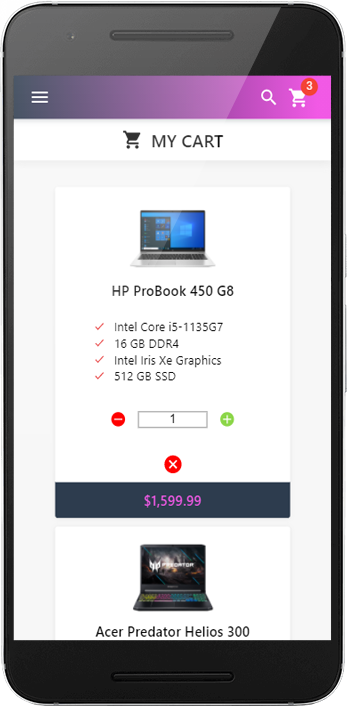 3
MY CART
HP ProBook 450 G8
Intel Core i5-1135G7
16 GB DDR4
Intel Iris Xe Graphics
512 GB SSD
1
$1,599.99
PREDATOR
Acer Predator Helios 300